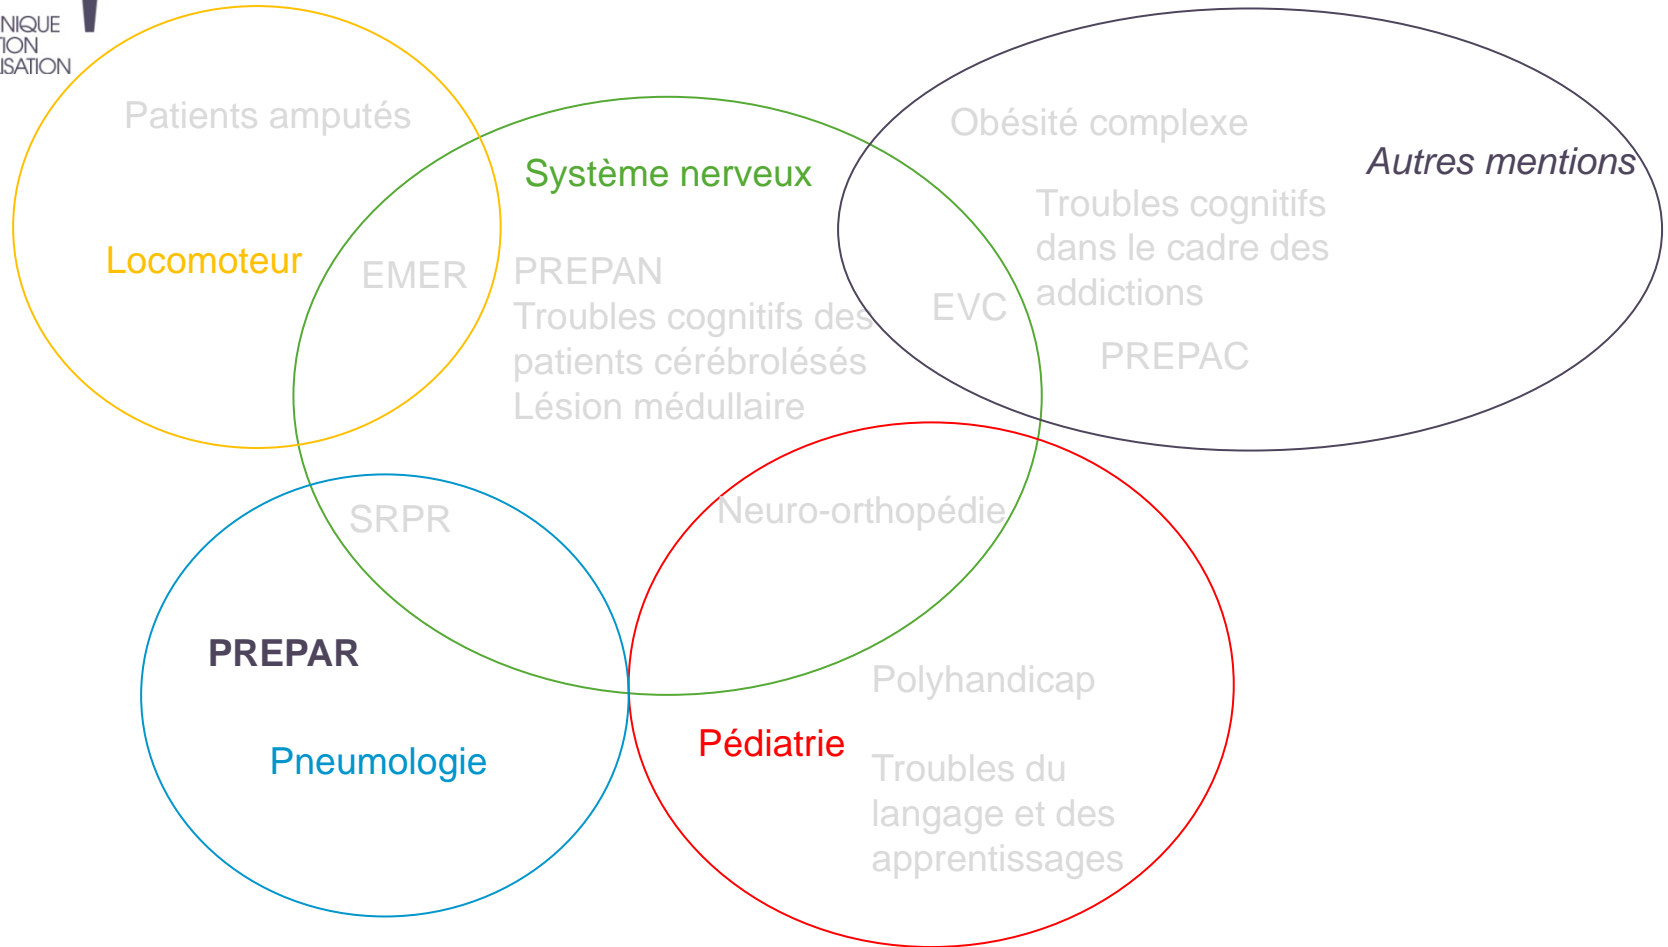 NIQUE
TION
ISATION
Patients amputés
Obésité complexe
Système nerveux
Autres mentions
Troubles cognitifs
dans le cadre des
addictions
Locomoteur
EMER
PREPAN
Troubles cognitifs des
patients cérébrolésés
Lésion médullaire
EVC
PREPAC
SRPR
Neuro-orthopédie
PREPAR
Polyhandicap
Pneumologie
Pédiatrie
Troubles du
langage et des
apprentissages